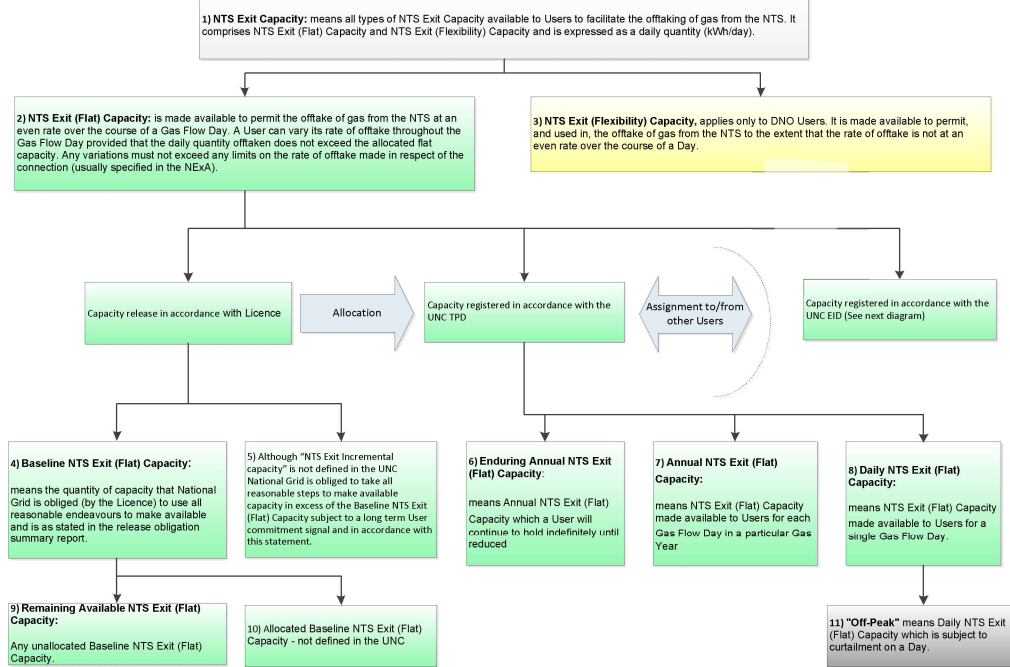 1) NTS Exit Capacity: means all types of NTS Exit Capacity available to Users to facilitate the offtaking of gas from the NTS. It
comprises NTS Exit (Flat) Capacity and NTS Exit (Flexibility) Capacity and is expressed as a daily quantity (kWh/day).
2) NTS Exit (Flat) Capacity: is made available to permit the offtake of gas from the NTS at an
even rate over the course of a Gas Flow Day. A User can vary its rate of offtake throughout the
Gas Flow Day provided that the daily quantity offtaken does not exceed the allocated flat
capacity. Any variations must not exceed any limits on the rate of offtake made in respect of the
connection (usually specified in the NExA).
3) NTS Exit (Flexibility) Capacity, applies only to DNO Users. It is made available to permit,
and used in, the offtake of gas from the NTS to the extent that the rate of offtake is not at an
even rate over the course of a Day.
Capacity release in accordance with Licence
Allocation
Capacity registered in accordance with the
UNC TPD
Assignment to/from
other Users
Capacity registered in accordance with the
UNC EID (See next diagram)
4) Baseline NTS Exit (Flat) Capacity:
means the quantity of capacity that National
Grid is obliged (by the Licence) to use all
reasonable endeavours to make available
and is as stated in the release obligation
summary report.
5) Although "NTS Exit Incremental
capacity" is not defined in the UNC
National Grid is obliged to take all
reasonable steps to make available
capacity in excess of the Baseline NTS Exit
(Flat) Capacity subject to a long term User
commitment signal and in accordance with
this statement.
6) Enduring Annual NTS Exit
(Flat) Capacity:
means Annual NTS Exit (Flat)
Capacity which a User will
continue to hold indefinitely until
reduced
7) Annual NTS Exit (Flat)
Capacity:
means NTS Exit (Flat) Capacity
made available to Users for each
Gas Flow Day in a particular Gas
Year
8) Daily NTS Exit (Flat)
Capacity:
means NTS Exit (Flat) Capacity
made available to Users for a
single Gas Flow Day.
9) Remaining Available NTS Exit (Flat)
Capacity:
Any unallocated Baseline NTS Exit (Flat)
Capacity.
10) Allocated Baseline NTS Exit (Flat)
Capacity - not defined in the UNC
11) "Off-Peak" means Daily NTS Exit
(Flat) Capacity which is subject to
curtailment on a Day.